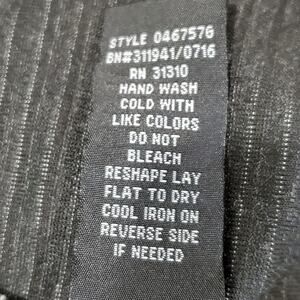 STYLE 0467576
BN#311941/0716
RN 31310
HAND WASH
COLD WITH
LIKE COLORS
DO NOT
BLEACH
RESHAPE LAY
FLAT TO DRY
COOL IRON ON
REVERSE SIDE
IF NEEDED